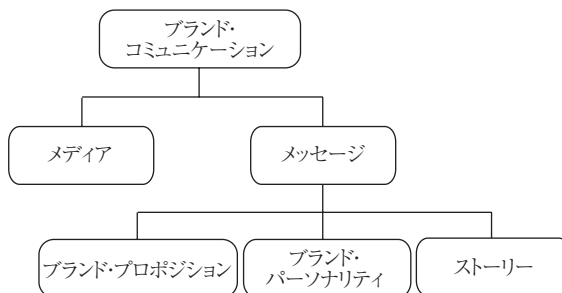 ブランド・
コミュニケーション
メディア
メッセージ
ブランド・プロポジション
ブランド・
パーソナリティ
ストーリー